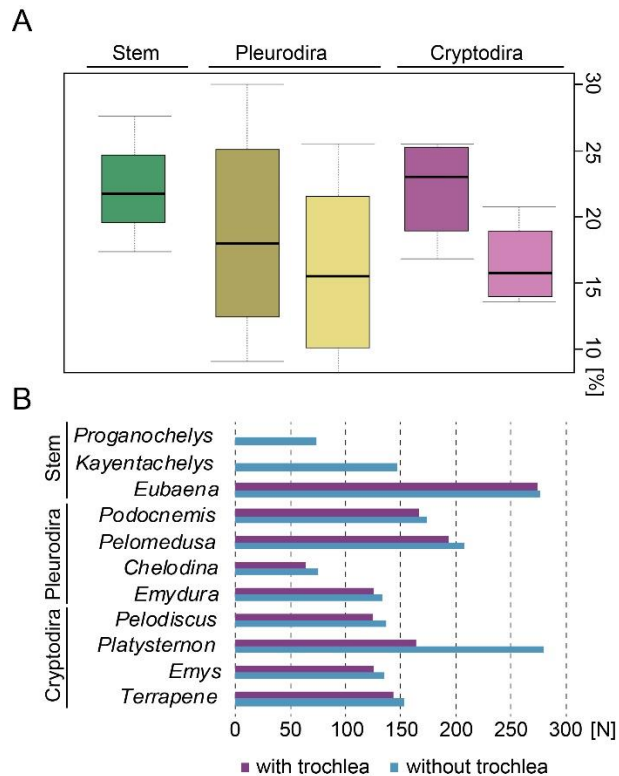 A
Stem Pleurodira Cryptodira
30
25
20
15
10
[%]
B
Stem
Pleurodira
Cryptodira
Proganochelys
Kayentachelys
Eubaena
Podocnemis
Pelomedusa
Chelodina
Emydura
Pelodiscus
Platysternon
Emys
Terrapene
0 50 100 150 200 250 300 [N]
with trochlea without trochlea